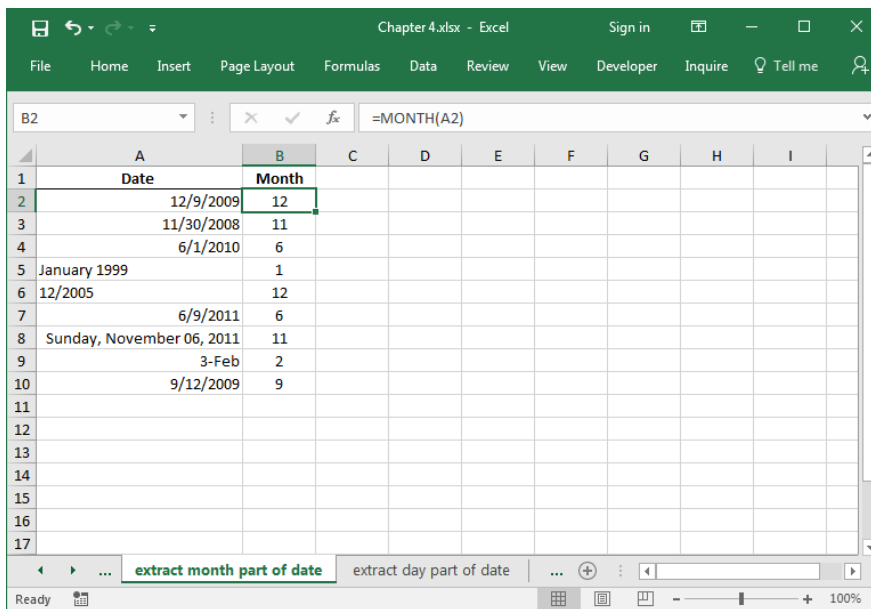 Chapter 4.xlsx - Excel Sign in
File Home Insert Page Layout Formulas Data Review View Developer Inquire Tell me
B2 fx =MONTH(A2)
A B C D E F G H I
1 Date Month
2 12/9/2009 12
3 11/30/2008 11
4 6/1/2010 6
5 January 1999 1
6 12/2005 12
7 6/9/2011 6
8 Sunday, November 06, 2011 11
9 3-Feb 2
10 9/12/2009 9
11
12
13
14
15
16
17
... extract month part of date extract day part of date ...
Ready 100%